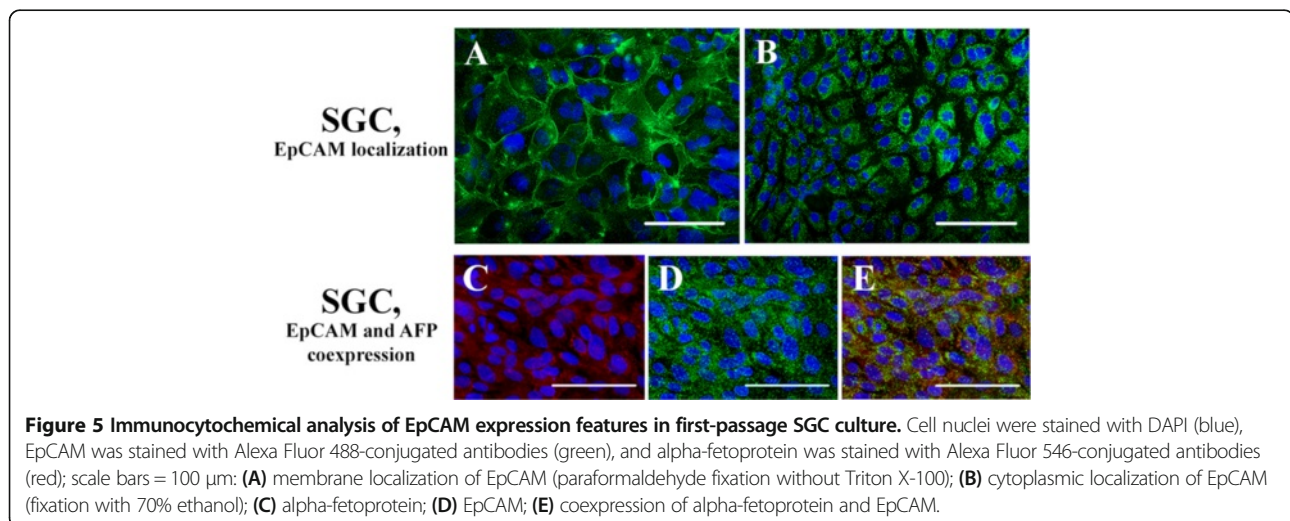 A
B
SGC,
EpCAM localization
C
D
E
SGC,
EpCAM and AFP
coexpression
Figure 5 Immunocytochemical analysis of EpCAM expression features in first-passage SGC culture. Cell nuclei were stained with DAPI (blue),
EpCAM was stained with Alexa Fluor 488-conjugated antibodies (green), and alpha-fetoprotein was stained with Alexa Fluor 546-conjugated antibodies
(red); scale bars = 100 μm: (A) membrane localization of EpCAM (paraformaldehyde fixation without Triton X-100); (B) cytoplasmic localization of EpCAM
(fixation with 70% ethanol); (C) alpha-fetoprotein; (D) EpCAM; (E) coexpression of alpha-fetoprotein and EpCAM.